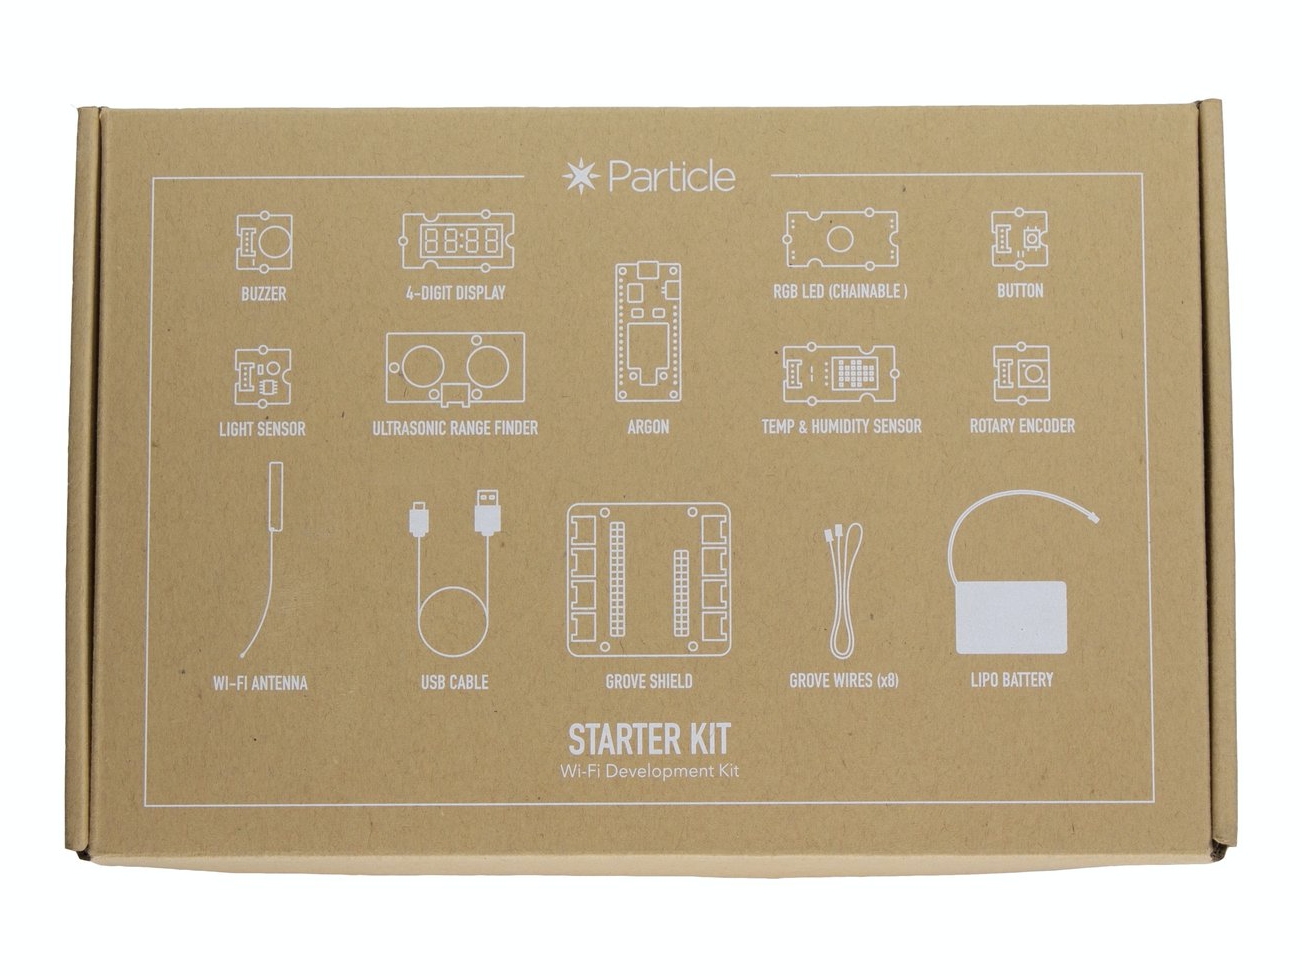 Particle
BUZZER
4-DIGIT DISPLAY
RGB LED (CHAINABLE )
BUTTON
LIGHT SENSOR
ULTRASONIC RANGE FINDER
ARGON
TEMP & HUMIDITY SENSOR
ROTARY ENCODER
WI-FI ANTENNA
USB CABLE
GROVE SHIELD
GROVE WIRES (x8)
LIPO BATTERY
STARTER KIT
Wi-Fi Development Kit